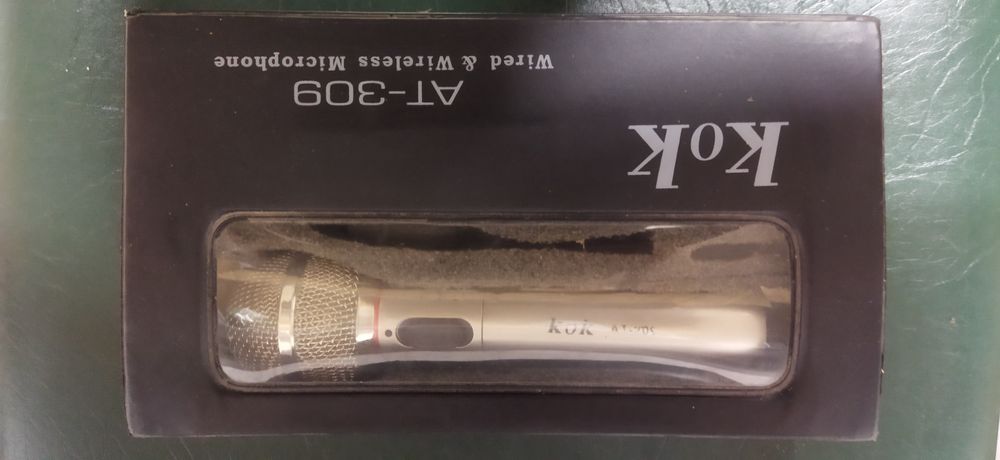 KOK
AT-309
Wired & Wireless Microphone
kok